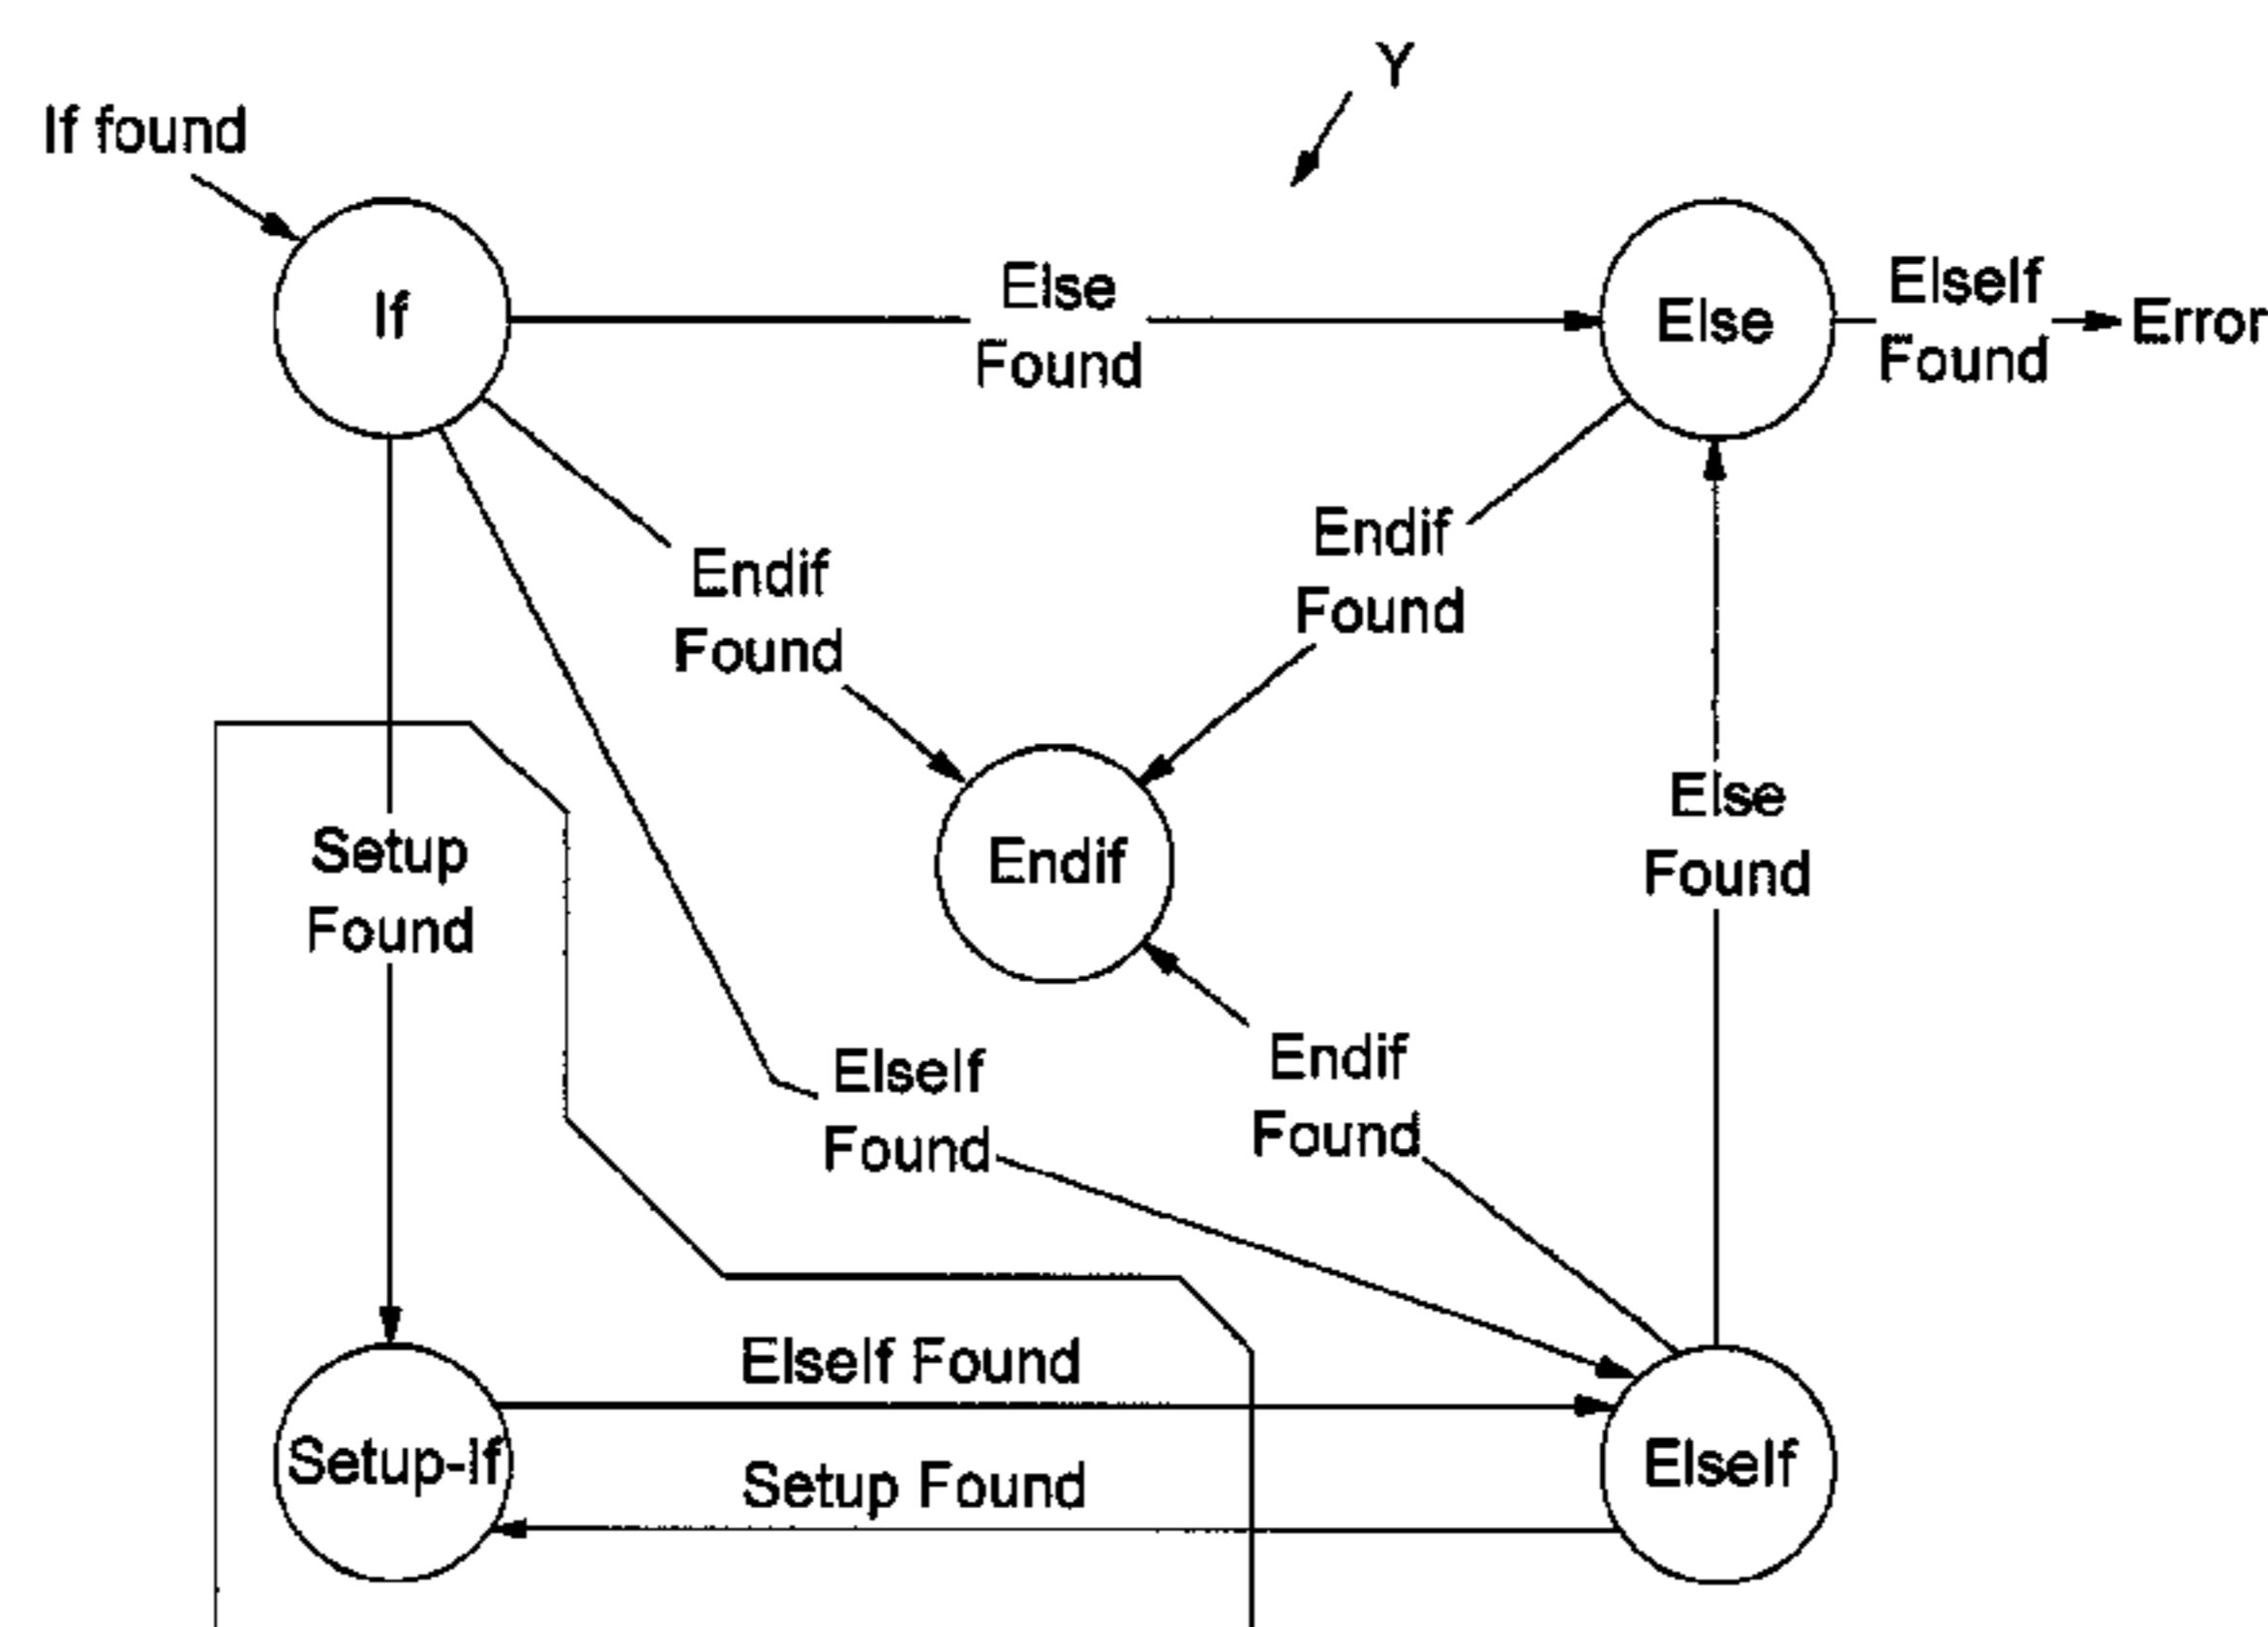 Y
If found
If
Else
Found
Else
ElseIf
Found
Error
Endif
Found
Endif
Found
Setup
Found
Endif
Else
Found
ElseIf
Found
Endif
Found
ElseIf Found
Setup-If
Setup Found
ElseIf